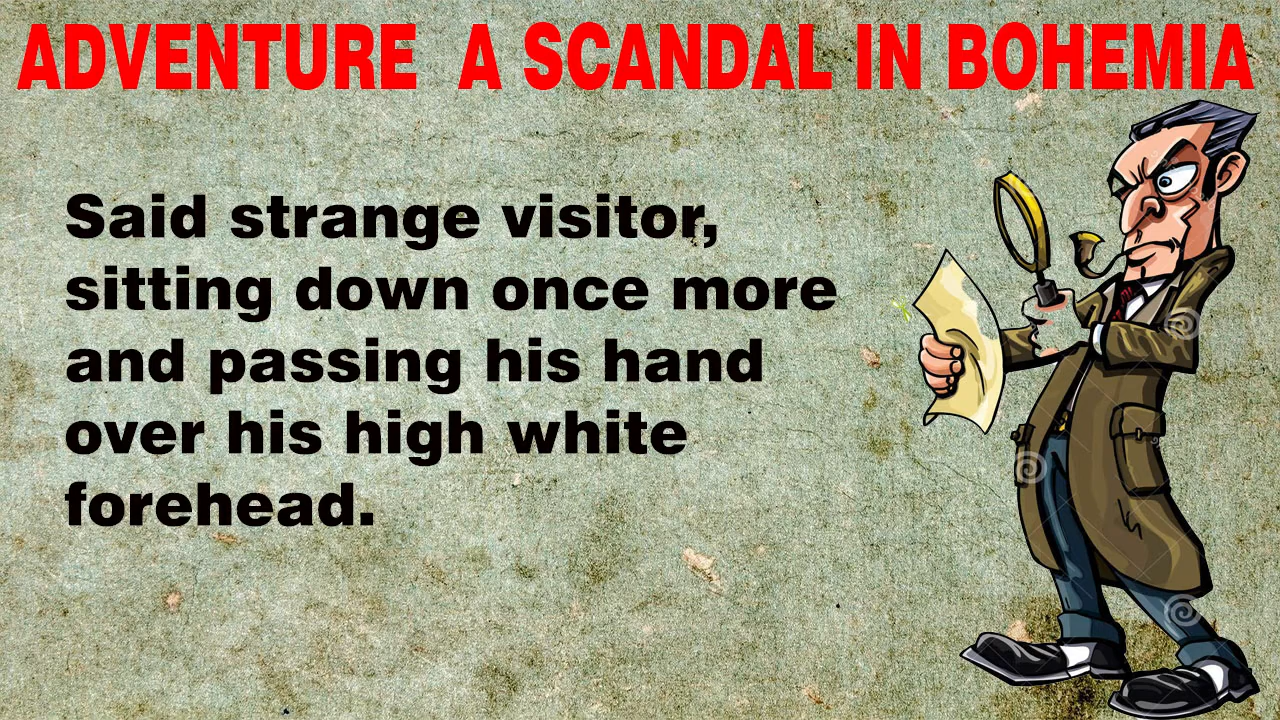 ADVENTURE A SCANDAL IN BOHEMIA
Said strange visitor,
sitting down once more
and passing his hand
over his high white
forehead.